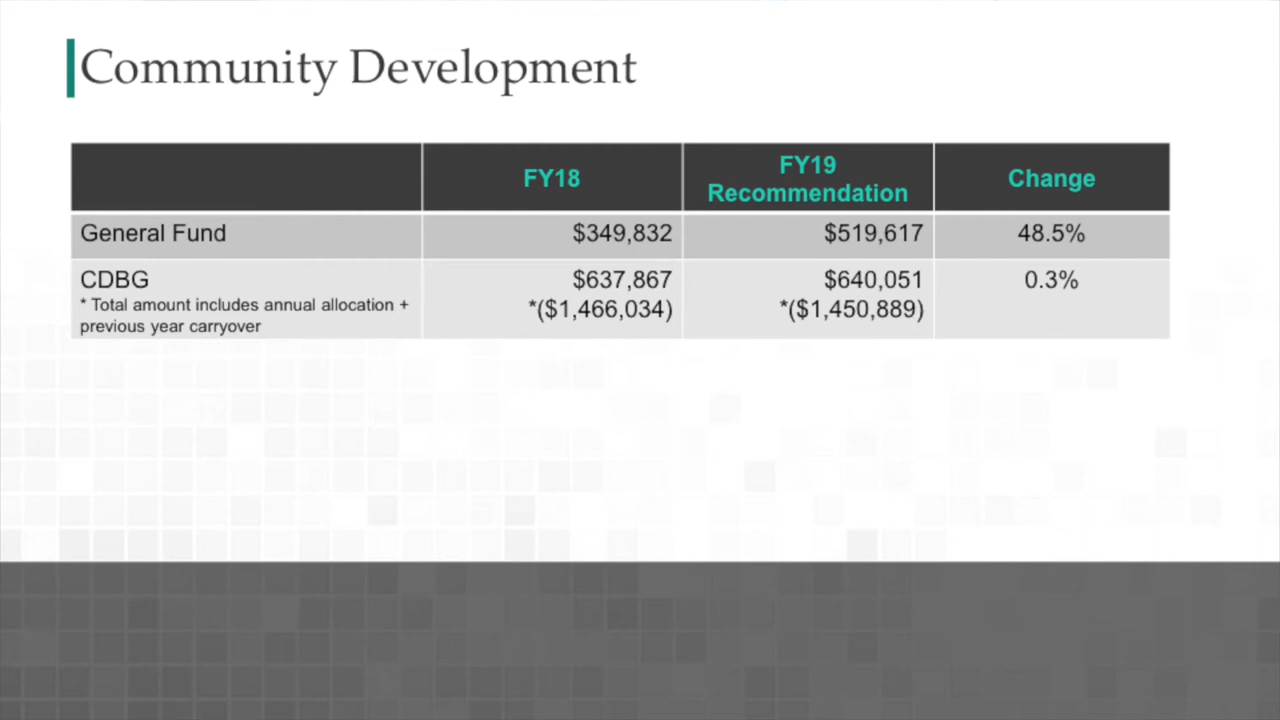 Community Development
FY18
FY19
Recommendation
Change
General Fund
$349,832
$519,617
48.5%
CDBG
* Total amount includes annual allocation +
previous year carryover
$637,867
*($1,466,034)
$640,051
*($1,450,889)
0.3%